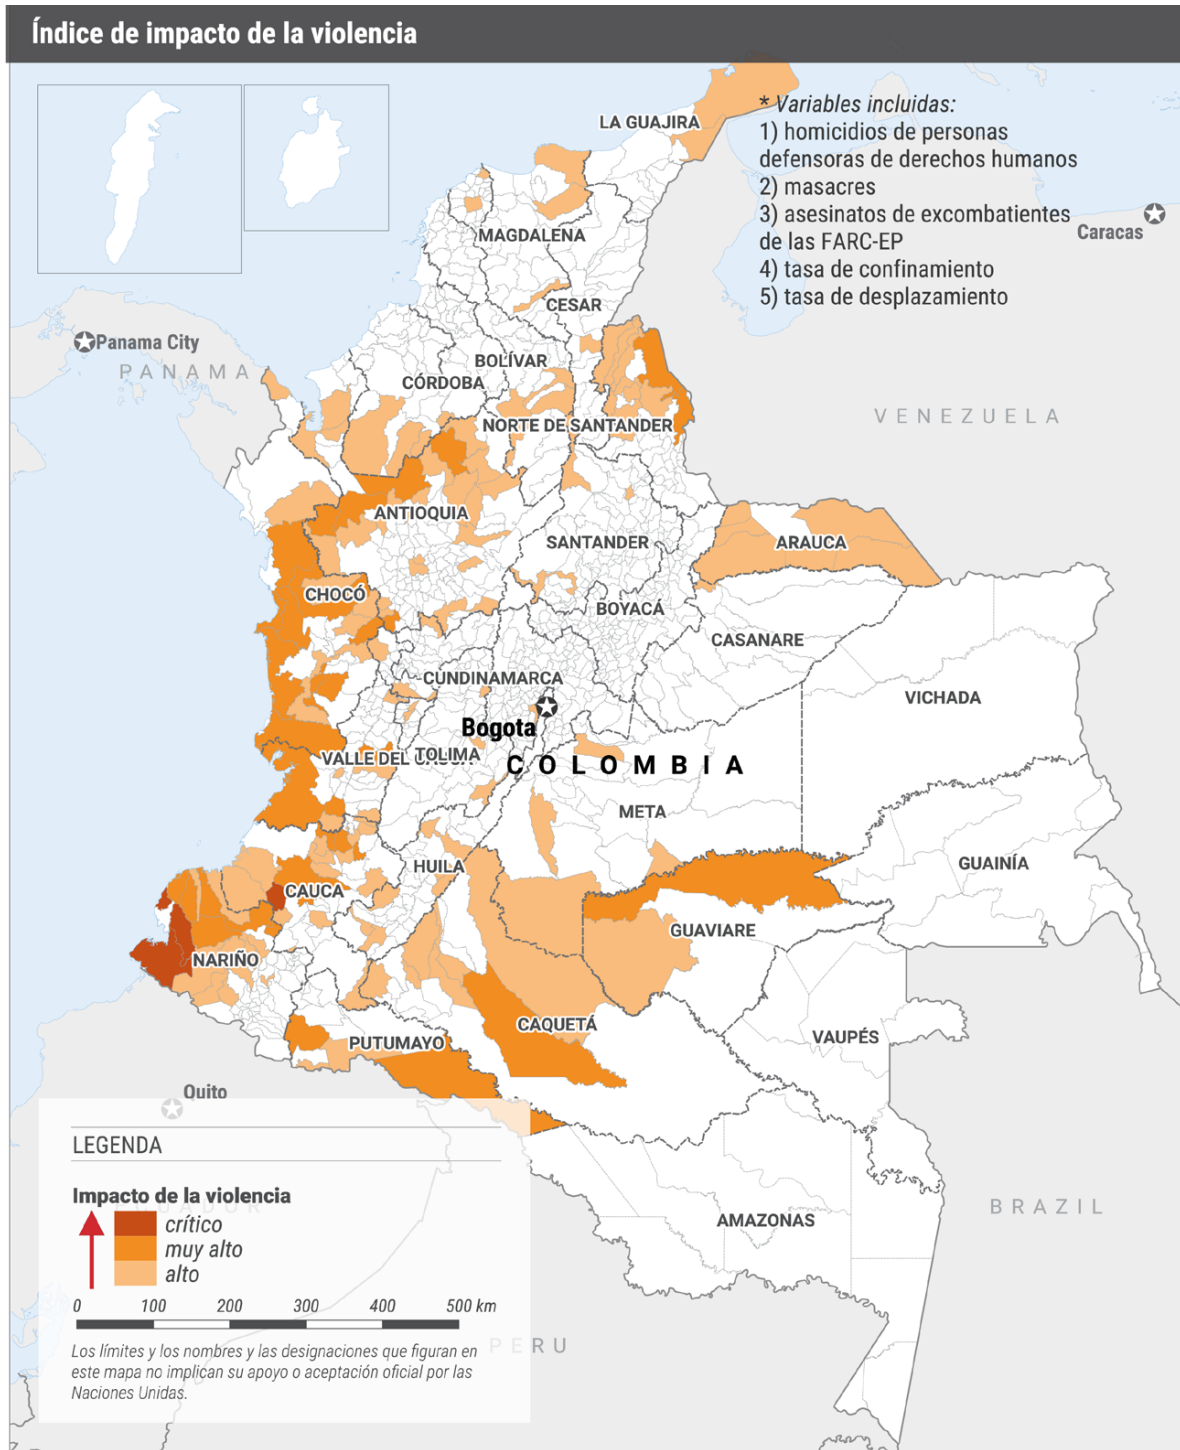 Índice de impacto de la violencia
* Variables incluidas:
1) homicidios de personas
defensoras de derechos humanos
2) masacres
3) asesinatos de excombatientes
de las FARC-EP
4) tasa de confinamiento
5) tasa de desplazamiento
LA GUAJIRA
Caracas
MAGDALENA
CESAR
Panama City
PANAMA
BOLÍVAR
CÓRDOBA
VENEZUELA
NORTE DE SANTANDER
ANTIOQUIA
SANTANDER
ARAUCA
CHOCÓ
BOYACÁ
CASANARE
CUNDINAMARCA
VICHADA
Bogota
VALLE DEL CAUCA
TOLIMA
COLOMBIA
META
HUILA
GUAINÍA
CAUCA
GUAVIARE
NARIÑO
CAQUETÁ
VAUPÉS
PUTUMAYO
Quito
ECUADOR
BRAZIL
AMAZONAS
PERU
LEGENDA
Impacto de la violencia
crítico
muy alto
alto
0 100 200 300 400 500 km
Los límites y los nombres y las designaciones que figuran en
este mapa no implican su apoyo o aceptación oficial por las
Naciones Unidas.